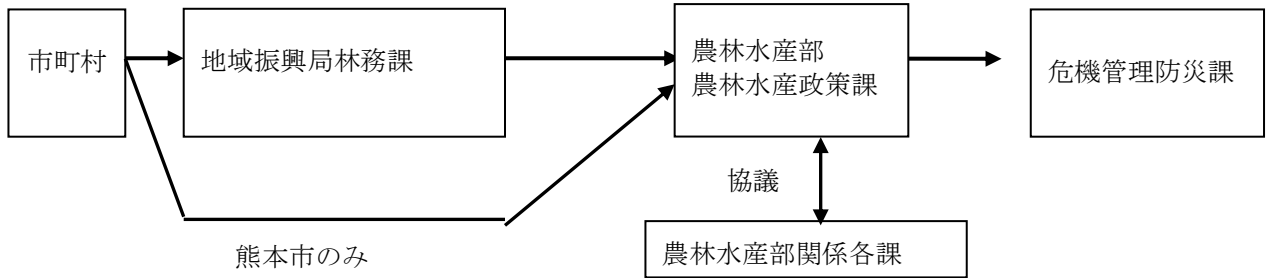 市町村
地域振興局林務課
農林水産部
農林水産政策課
危機管理防災課
協議
熊本市のみ
農林水産部関係各課